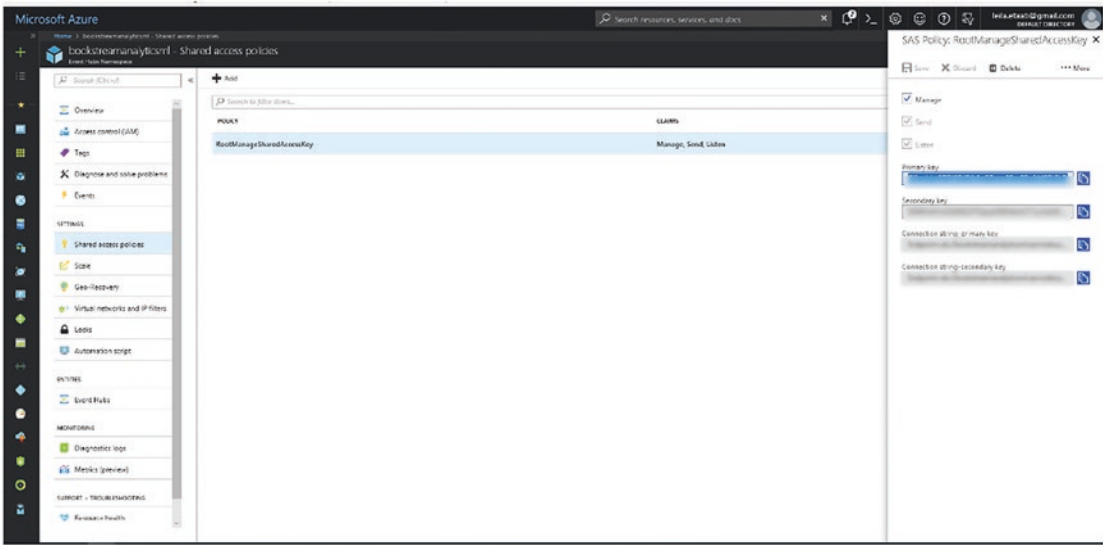 Microsoft Azure
Search resources, services, and docs
DEFAULT DIRECTORY
Home > bookstreamanalyticsml - Shared access policies
bookstreamanalyticsml - Shared access policies
Event Hubs Namespace
Search (Ctrl+/)
Overview
Access control (IAM)
Tags
Diagnose and solve problems
Events
SETTINGS
Shared access policies
Scale
Geo-Recovery
Virtual networks and IP filters
Locks
Automation script
ENTITIES
Event Hubs
MONITORING
Diagnostics logs
Metrics (preview)
SUPPORT + TROUBLESHOOTING
Resource health
Add
Search to filter items...
POLICY CLAIMS
RootManageSharedAccessKey Manage, Send, Listen
SAS Policy: RootManageSharedAccessKey
Save Discard Delete More
Manage
Send
Listen
Primary key
Secondary key
Connection string-primary key
Connection string-secondary key